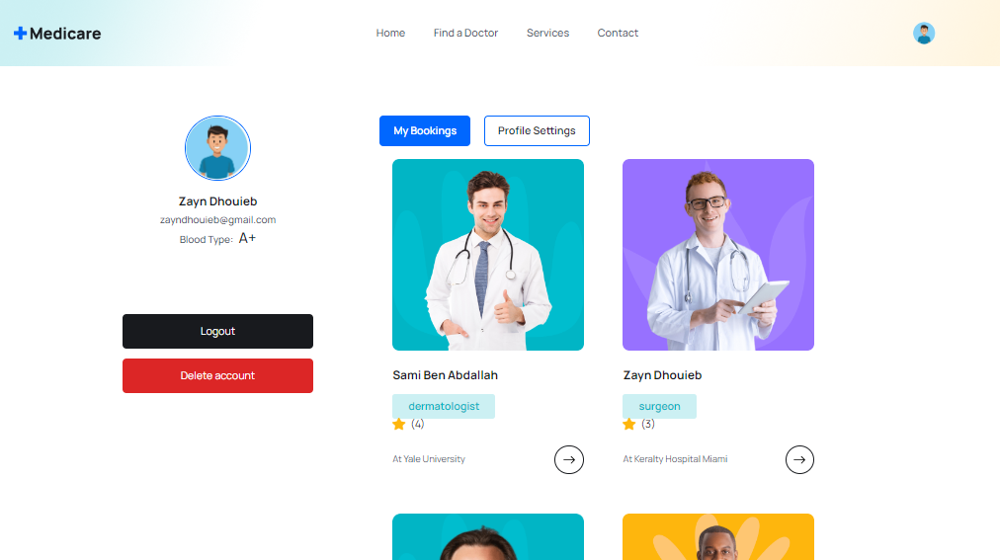 Medicare
Home
Find a Doctor
Services
Contact
Zayn Dhouieb
zayndhouieb@gmail.com
Blood Type: A+
Logout
Delete account
My Bookings
Profile Settings
Sami Ben Abdallah
dermatologist
(4)
At Yale University
Zayn Dhouieb
surgeon
(3)
At Keralty Hospital Miami